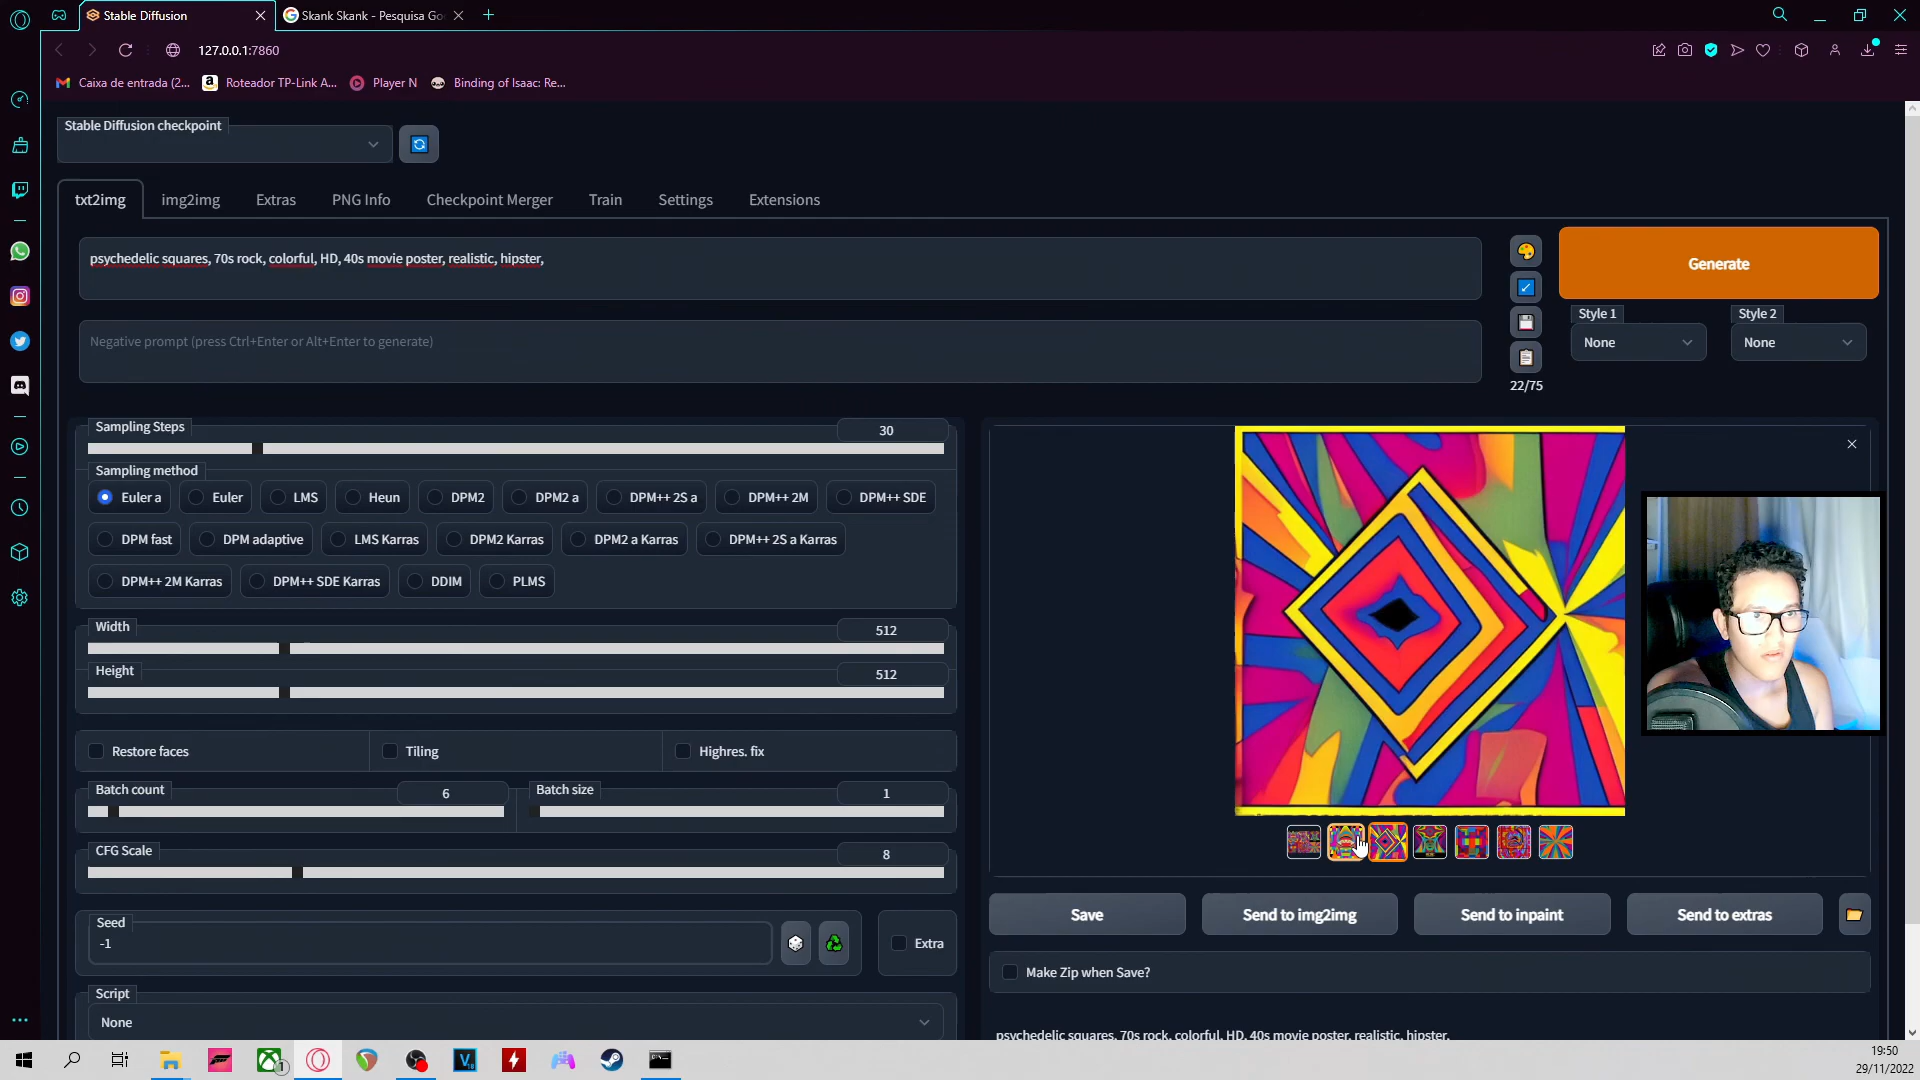 Stable Diffusion
Skank Skank - Pesquisa Go
127.0.0.1:7860
Caixa de entrada (2...
Roteador TP-Link A...
Player N
Binding of Isaac: Re...
Stable Diffusion checkpoint
txt2img
img2img
Extras
PNG Info
Checkpoint Merger
Train
Settings
Extensions
psychedelic squares, 70s rock, colorful, HD, 40s movie poster, realistic, hipster,
Generate
Style 1
Style 2
Negative prompt (press Ctrl+Enter or Alt+Enter to generate)
None
None
22/75
Sampling Steps
30
Sampling method
Euler a
Euler
LMS
Heun
DPM2
DPM2 a
DPM++ 2S a
DPM++ 2M
DPM++ SDE
DPM fast
DPM adaptive
LMS Karras
DPM2 Karras
DPM2 a Karras
DPM++ 2S a Karras
DPM++ 2M Karras
DPM++ SDE Karras
DDIM
PLMS
Width
512
Height
512
Restore faces
Tiling
Highres. fix
Batch count
6
Batch size
1
CFG Scale
8
Seed
-1
Extra
Script
None
Save
Send to img2img
Send to inpaint
Send to extras
Make Zip when Save?
psychedelic squares, 70s rock, colorful, HD, 40s movie poster, realistic, hipster,
19:50
29/11/2022